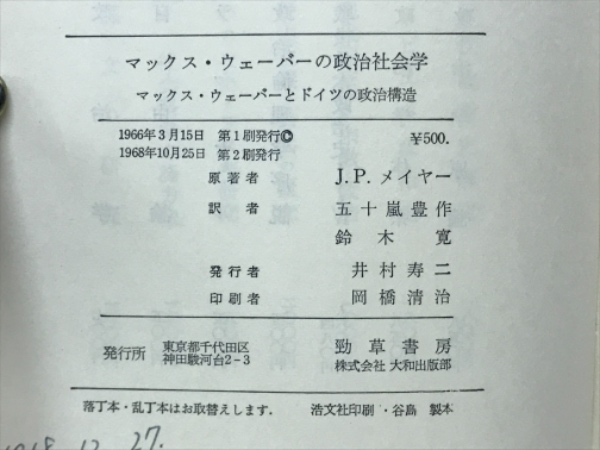 マックス・ウェーバーの政治社会学
マックス・ウェーバーとドイツの政治構造
1966年3月15日 第1刷発行© ¥500.
1968年10月25日 第2刷発行
原著者 J.P.メイヤー
訳者 五十嵐豊作
鈴木寛
発行者 井村寿二
印刷者 岡橋清治
発行所 東京都千代田区神田駿河台2-3 勁草書房
株式会社 大和出版部
落丁本・乱丁本はお取替えします. 浩文社印刷・谷島 製本
12. 27.